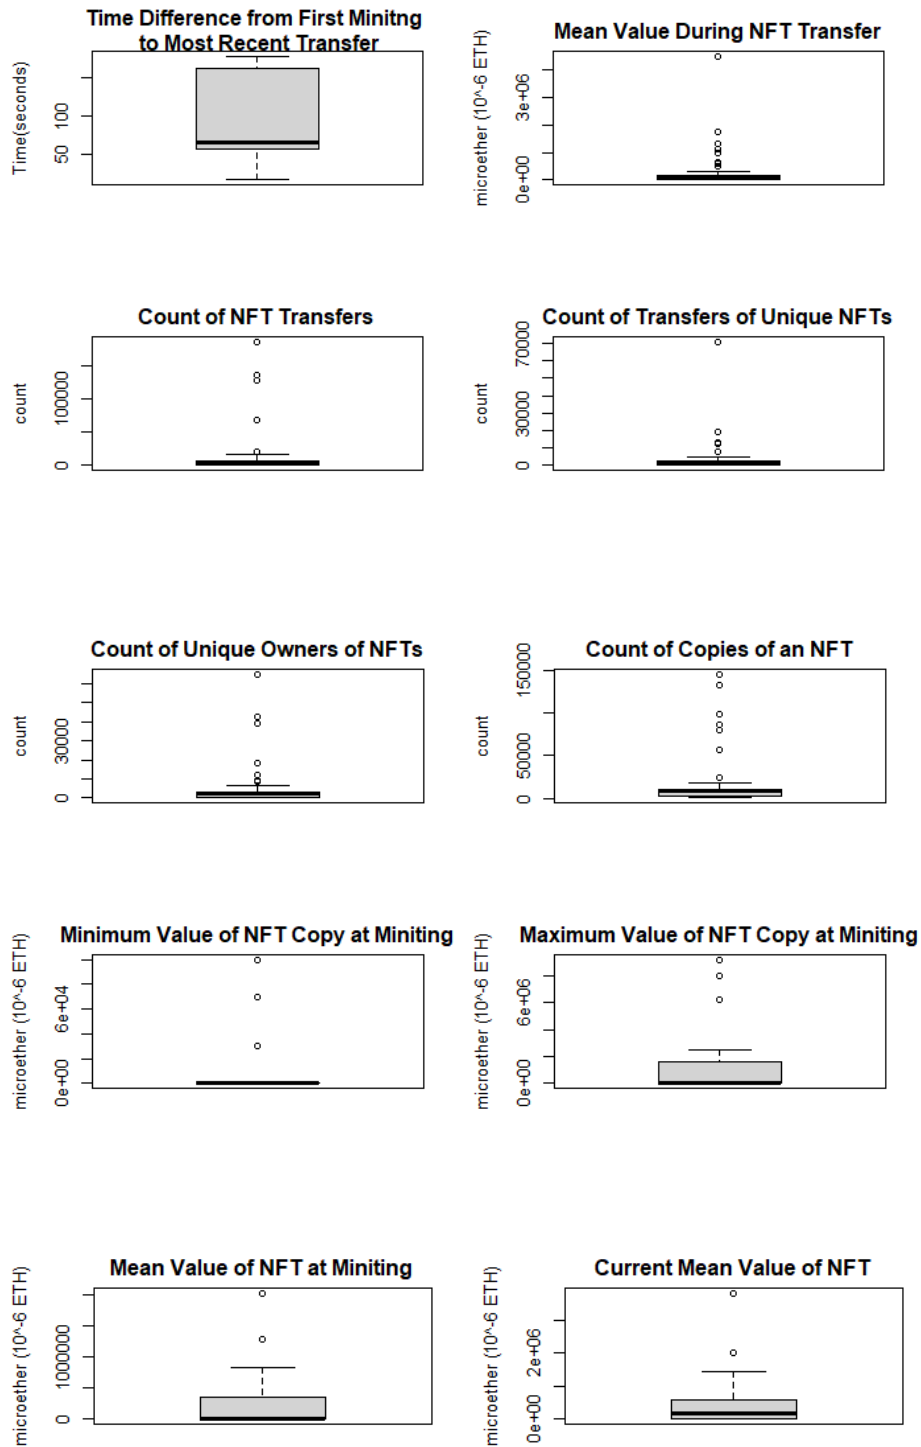 Time Difference from First Minitng
to Most Recent Transfer
Time(seconds)
100
50
Mean Value During NFT Transfer
microether (10^-6 ETH)
3e+06
0e+00
Count of NFT Transfers
count
100000
0
Count of Transfers of Unique NFTs
count
70000
30000
0
Count of Unique Owners of NFTs
count
30000
0
Count of Copies of an NFT
150000
50000
0
Minimum Value of NFT Copy at Miniting
microether (10^-6 ETH)
6e+04
0e+00
Maximum Value of NFT Copy at Miniting
microether (10^-6 ETH)
6e+06
0e+00
Mean Value of NFT at Miniting
microether (10^-6 ETH)
1000000
0
Current Mean Value of NFT
microether (10^-6 ETH)
2e+06
0e+00